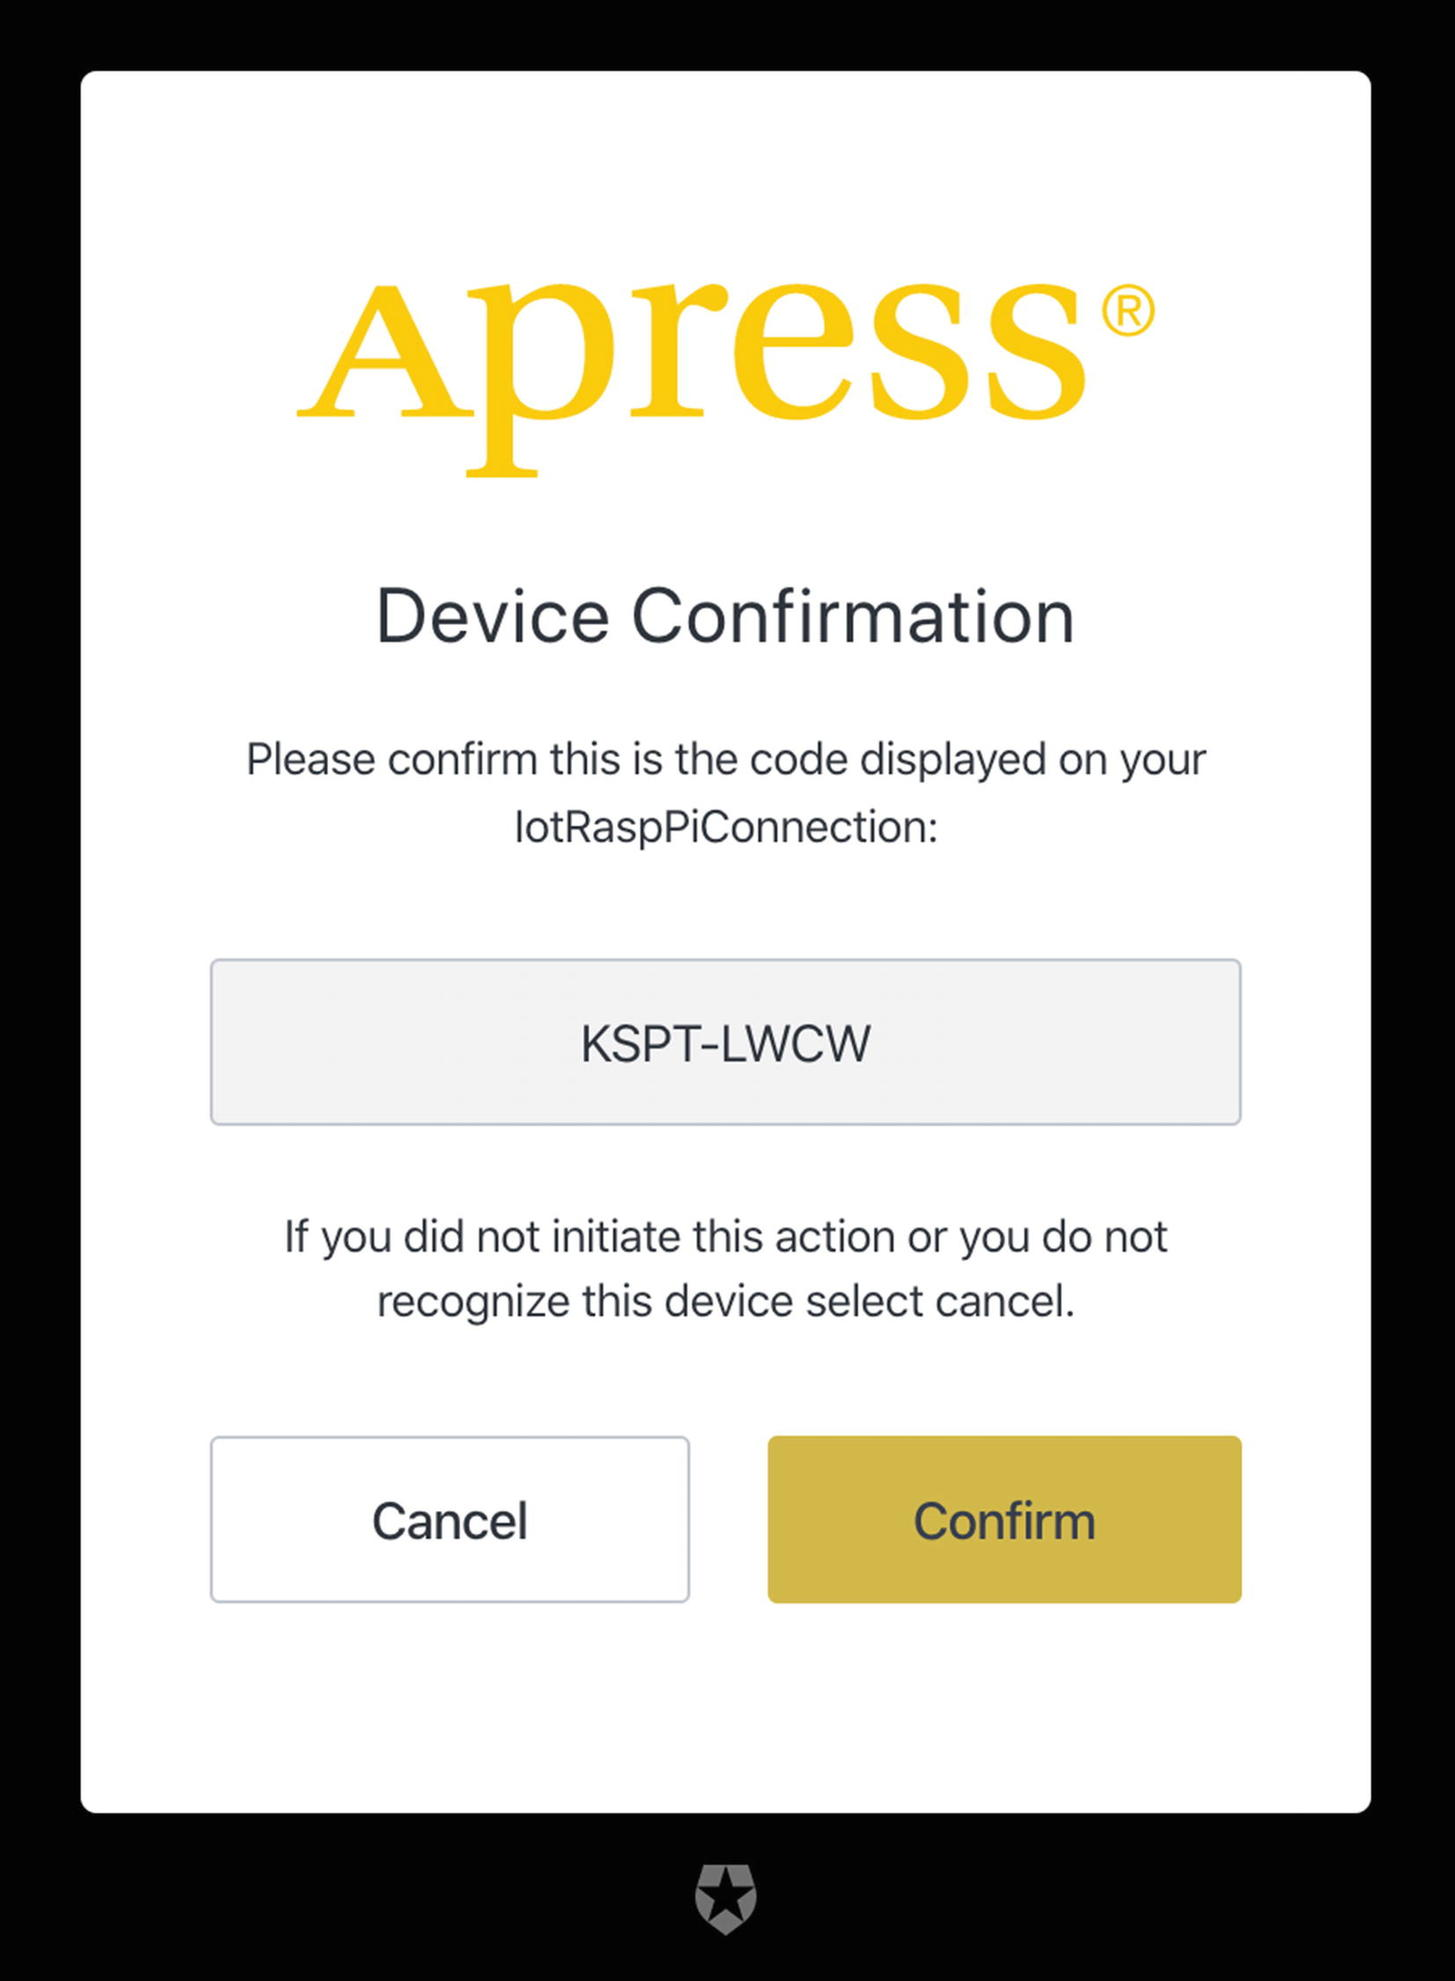 Apress®
Device Confirmation
Please confirm this is the code displayed on your
IotRaspPiConnection:
KSPT-LWCW
If you did not initiate this action or you do not
recognize this device select cancel.
Cancel
Confirm